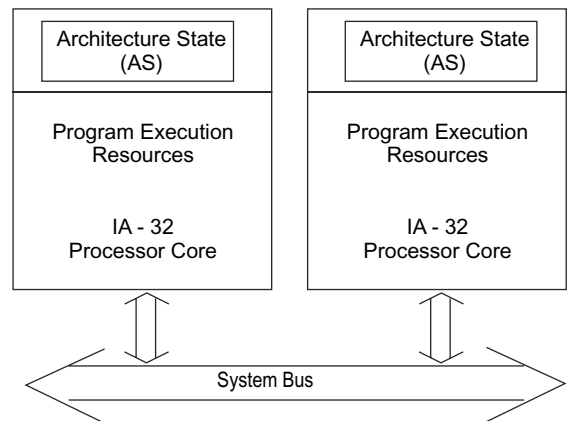 Architecture State
(AS)
Program Execution
Resources
IA - 32
Processor Core
Architecture State
(AS)
Program Execution
Resources
IA - 32
Processor Core
System Bus